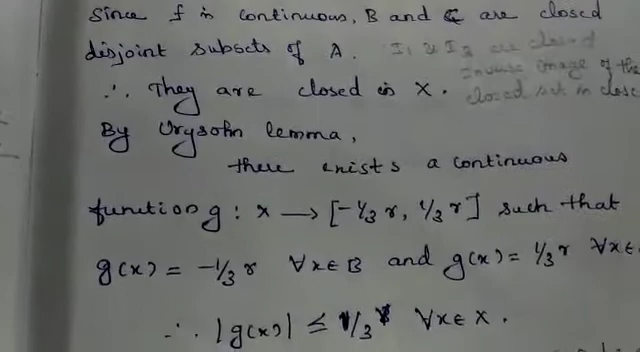 Since f is continuous, B and C are closed
disjoint subsets of A. I₁ & I₃ are closed
inverse image of the
∴ They are closed in X. closed set in close
By Urysohn lemma,
there exists a continuous
function g : x → [-1/3 r, 1/3 r] such that
g(x) = -1/3 r ∀x∈B and g(x) = 1/3 r ∀x∈
∴ |g(x)| ≤ 1/3 r ∀x∈X.